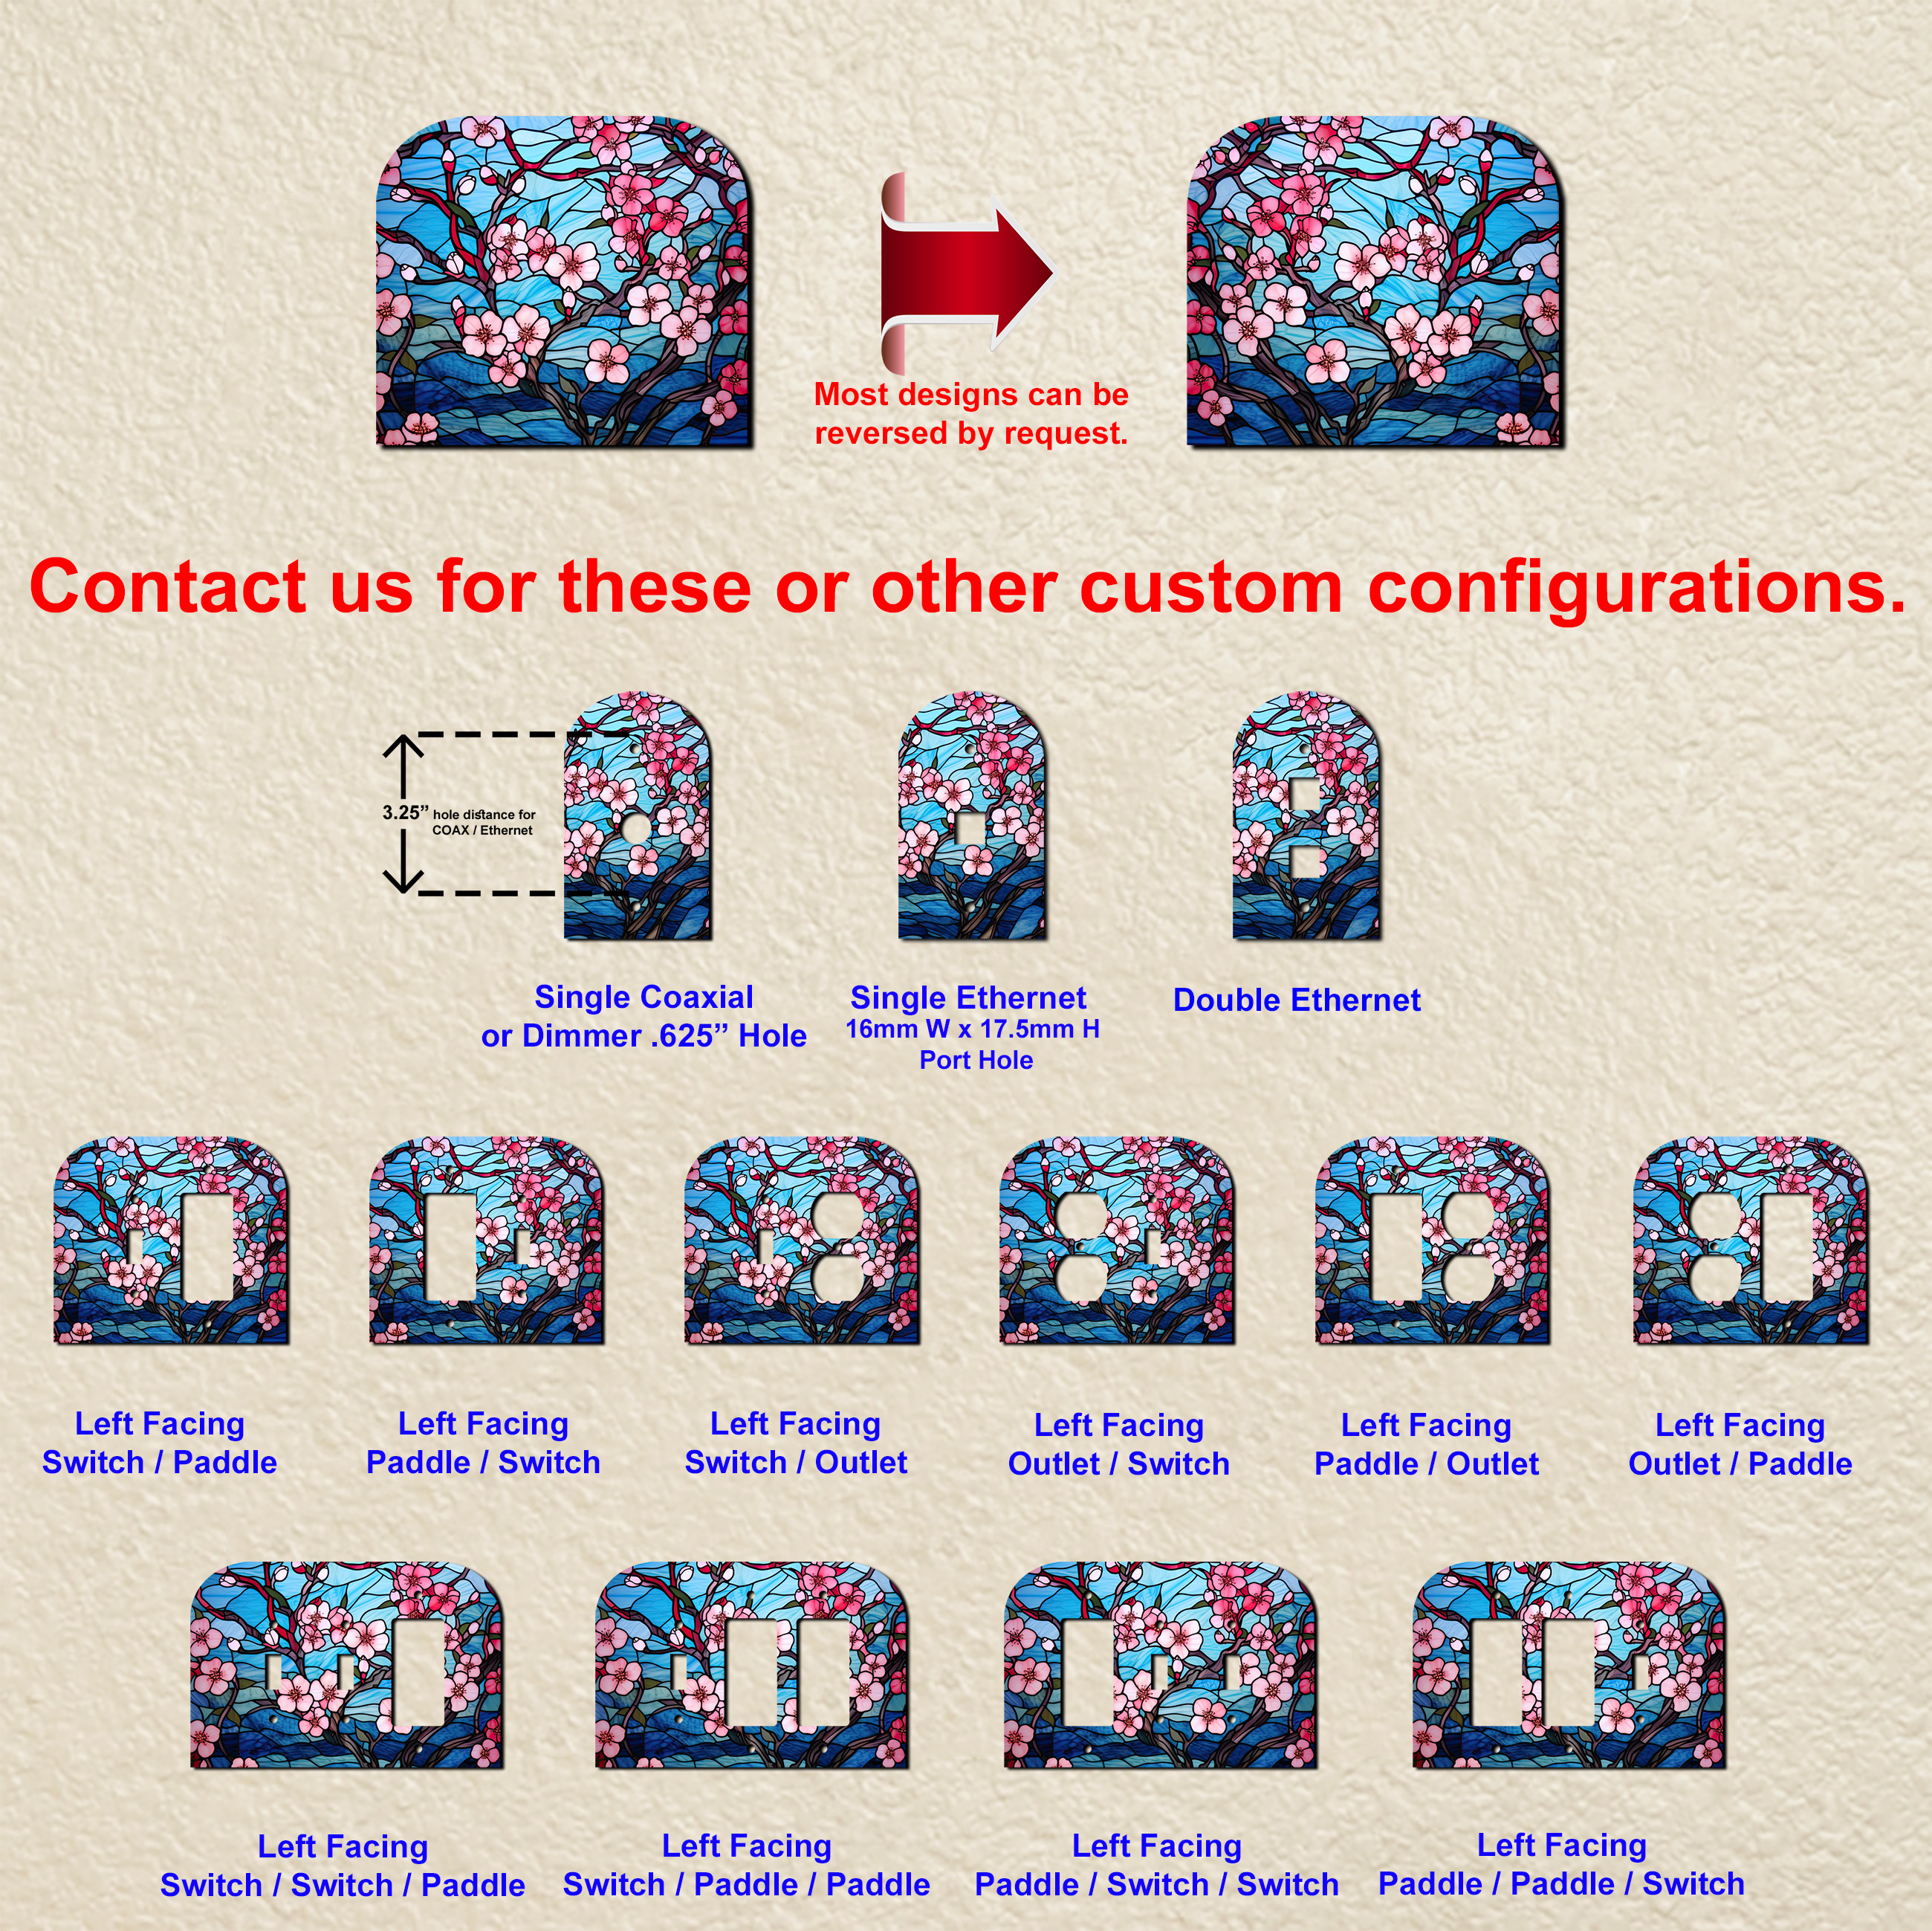 Most designs can be
reversed by request.
Contact us for these or other custom configurations.
3.25” hole distance for
COAX / Ethernet
Single Coaxial
or Dimmer .625” Hole
Single Ethernet
16mm W x 17.5mm H
Port Hole
Double Ethernet
Left Facing
Switch / Paddle
Left Facing
Paddle / Switch
Left Facing
Switch / Outlet
Left Facing
Outlet / Switch
Left Facing
Paddle / Outlet
Left Facing
Outlet / Paddle
Left Facing
Switch / Switch / Paddle
Left Facing
Switch / Paddle / Paddle
Left Facing
Paddle / Switch / Switch
Left Facing
Paddle / Paddle / Switch